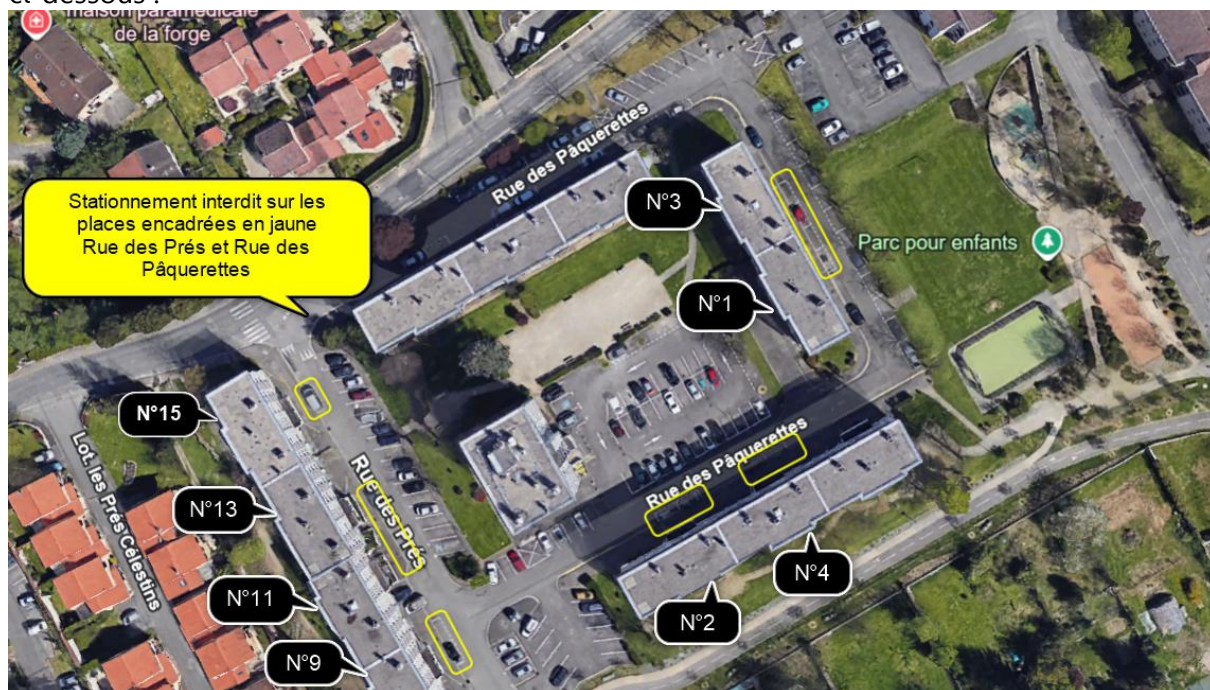 ci-dessous :
maison paramédicale
de la forge
Rue des Pâquerettes
Stationnement interdit sur les
places encadrées en jaune
Rue des Prés et Rue des
Pâquerettes
N°3
Parc pour enfants
N°1
N°15
Rue des Pâquerettes
Rue des Prés
Lot. les Prés Célestins
N°13
N°4
N°11
N°2
N°9